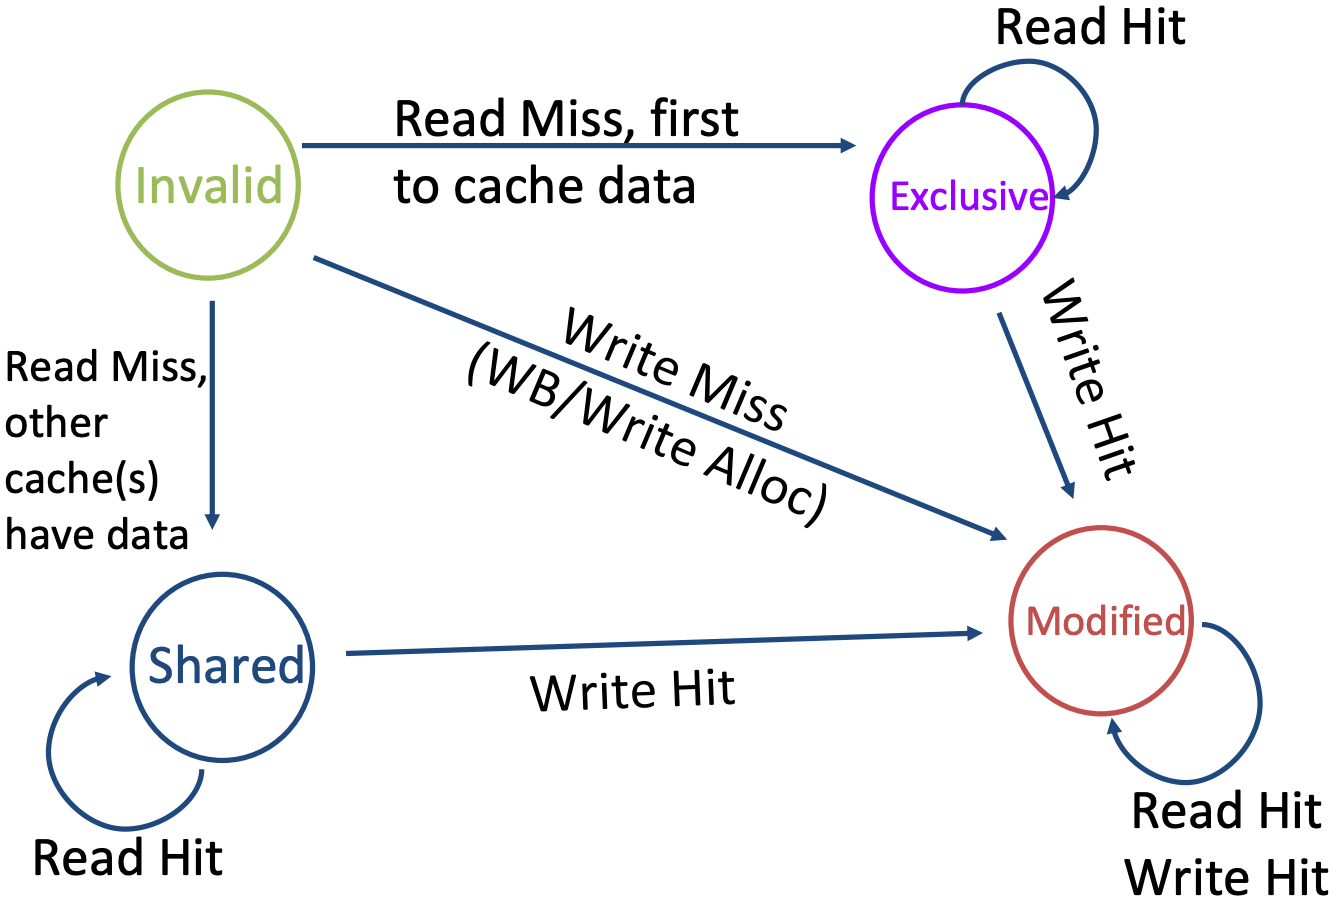 Read Hit
Read Miss, first
to cache data
Invalid
Exclusive
Write Hit
Write Miss
(WB/Write Alloc)
Read Miss,
other
cache(s)
have data
Modified
Shared
Write Hit
Read Hit
Write Hit
Read Hit